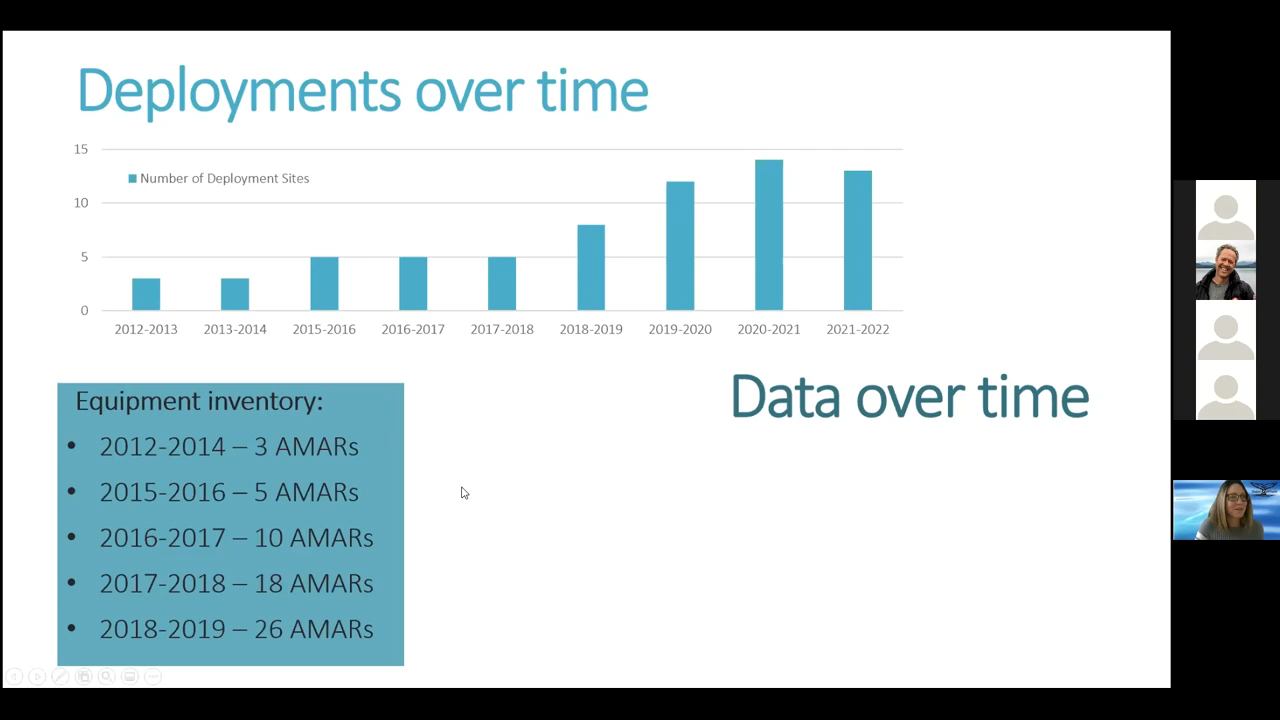 Deployments over time
15
Number of Deployment Sites
10
5
0
2012-2013 2013-2014 2015-2016 2016-2017 2017-2018 2018-2019 2019-2020 2020-2021 2021-2022
Data over time
Equipment inventory:
• 2012-2014 – 3 AMARs
• 2015-2016 – 5 AMARs
• 2016-2017 – 10 AMARs
• 2017-2018 – 18 AMARs
• 2018-2019 – 26 AMARs